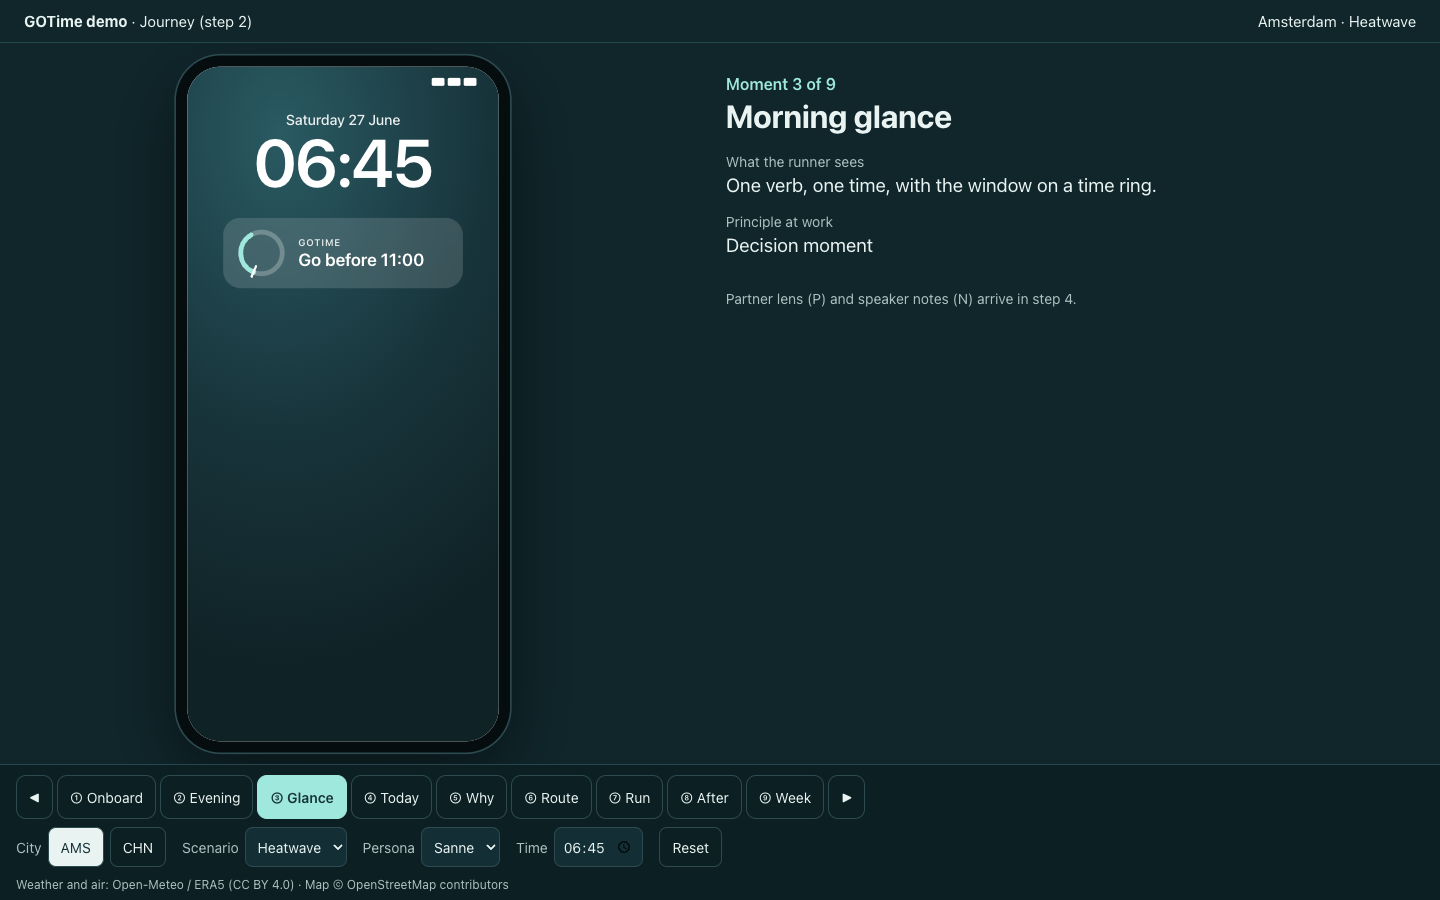 GOTime demo · Journey (step 2)
Amsterdam · Heatwave
Saturday 27 June
06:45
GOTIME
Go before 11:00
Moment 3 of 9
Morning glance
What the runner sees
One verb, one time, with the window on a time ring.
Principle at work
Decision moment
Partner lens (P) and speaker notes (N) arrive in step 4.
◀ ① Onboard ② Evening ③ Glance ④ Today ⑤ Why ⑥ Route ⑦ Run ⑧ After ⑨ Week ▶
City AMS CHN Scenario Heatwave Persona Sanne Time 06:45 Reset
Weather and air: Open-Meteo / ERA5 (CC BY 4.0) · Map © OpenStreetMap contributors